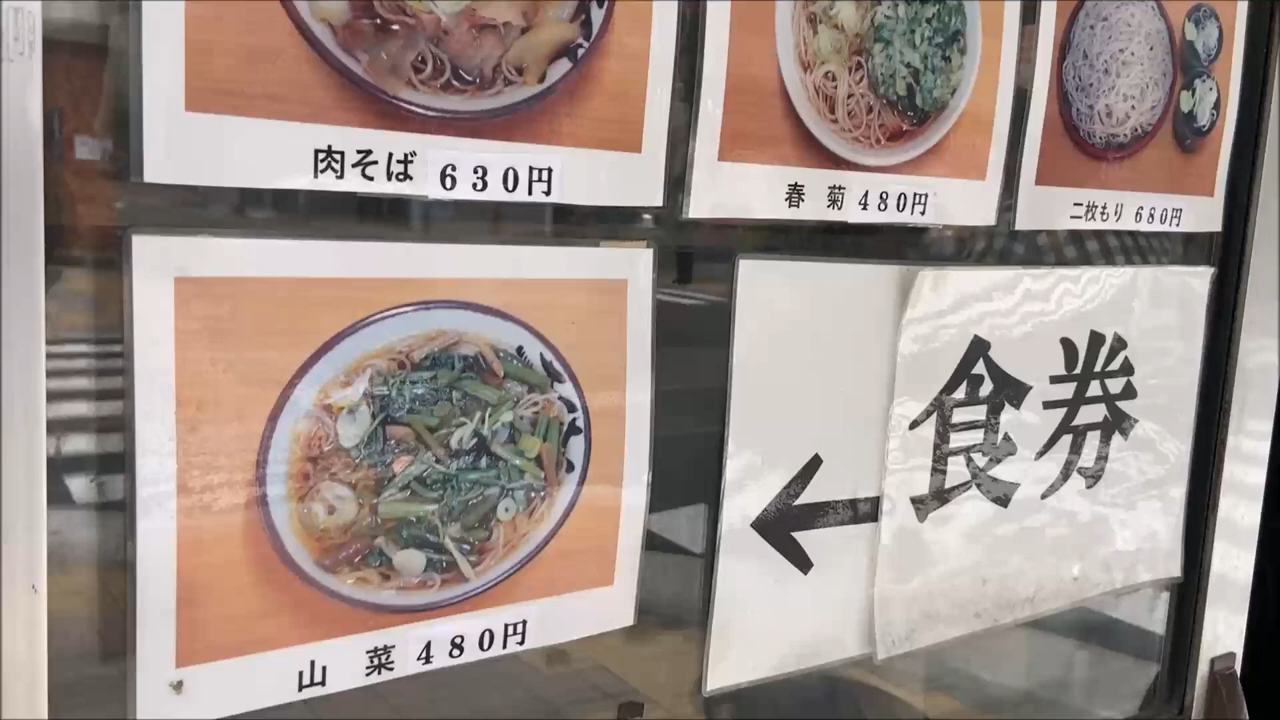 肉そば 630円
春菊 480円
二枚もり 680円
山菜 480円
食券